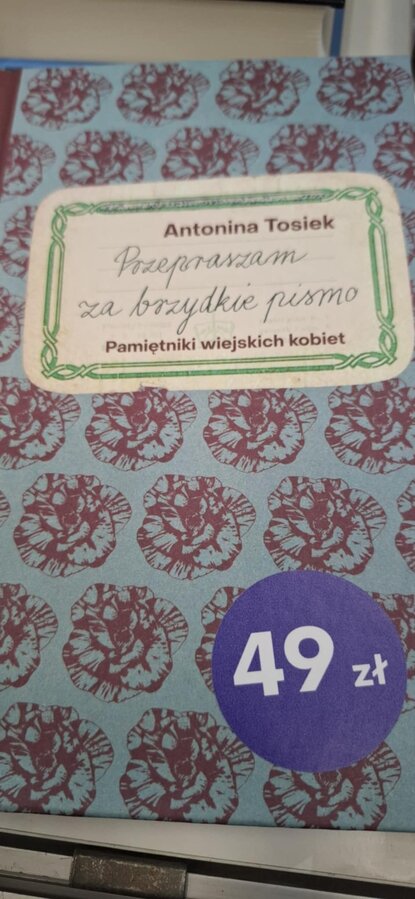 Antonina Tosiek
Przepraszam
za brzydkie pismo
Pamiętniki wiejskich kobiet
49 zł